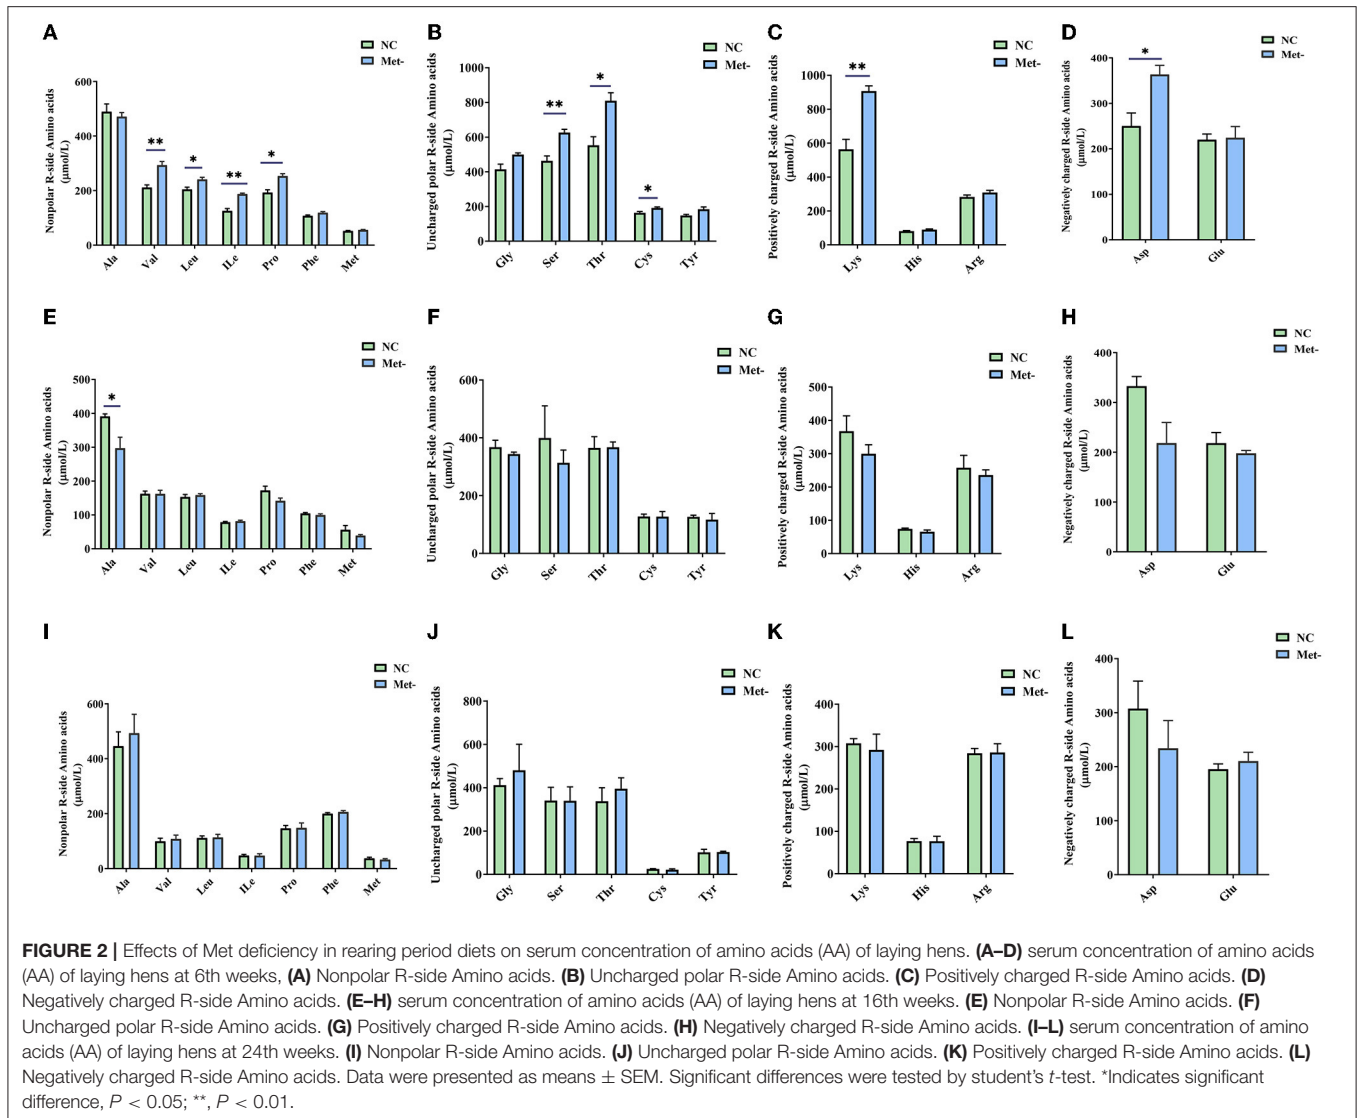 A
NC
Met-
Nonpolar R-side Amino acids
(μmol/L)
600
400
200
0
**
*
**
*
Ala Val Leu ILe Pro Phe Met
B
NC
Met-
Uncharged polar R-side Amino acids
(μmol/L)
1000
800
600
400
200
0
**
*
*
Gly Ser Thr Cys Tyr
C
NC
Met-
Positively charged R-side Amino acids
(μmol/L)
1000
800
600
400
200
0
**
Lys His Arg
D
NC
Met-
Negatively charged R-side Amino acids
(μmol/L)
400
300
200
100
0
*
Asp Glu
E
NC
Met-
Nonpolar R-side Amino acids
(μmol/L)
500
400
300
200
100
0
*
Ala Val Leu ILe Pro Phe Met
F
NC
Met-
Uncharged polar R-side Amino acids
(μmol/L)
600
400
200
0
Gly Ser Thr Cys Tyr
G
NC
Met-
Positively charged R-side Amino acids
(μmol/L)
500
400
300
200
100
0
Lys His Arg
H
NC
Met-
Negatively charged R-side Amino acids
(μmol/L)
400
300
200
100
0
Asp Glu
I
NC
Met-
Nonpolar R-side Amino acids
(μmol/L)
600
400
200
0
Ala Val Leu ILe Pro Phe Met
J
NC
Met-
Uncharged polar R-side Amino acids
(μmol/L)
800
600
400
200
0
Gly Ser Thr Cys Tyr
K
NC
Met-
Positively charged R-side Amino acids
(μmol/L)
400
300
200
100
0
Lys His Arg
L
NC
Met-
Negatively charged R-side Amino acids
(μmol/L)
400
300
200
100
0
Asp Glu
FIGURE 2 | Effects of Met deficiency in rearing period diets on serum concentration of amino acids (AA) of laying hens. (A–D) serum concentration of amino acids
(AA) of laying hens at 6th weeks, (A) Nonpolar R-side Amino acids. (B) Uncharged polar R-side Amino acids. (C) Positively charged R-side Amino acids. (D)
Negatively charged R-side Amino acids. (E–H) serum concentration of amino acids (AA) of laying hens at 16th weeks. (E) Nonpolar R-side Amino acids. (F)
Uncharged polar R-side Amino acids. (G) Positively charged R-side Amino acids. (H) Negatively charged R-side Amino acids. (I–L) serum concentration of amino
acids (AA) of laying hens at 24th weeks. (I) Nonpolar R-side Amino acids. (J) Uncharged polar R-side Amino acids. (K) Positively charged R-side Amino acids. (L)
Negatively charged R-side Amino acids. Data were presented as means ± SEM. Significant differences were tested by student's t-test. *Indicates significant
difference, P < 0.05; **, P < 0.01.